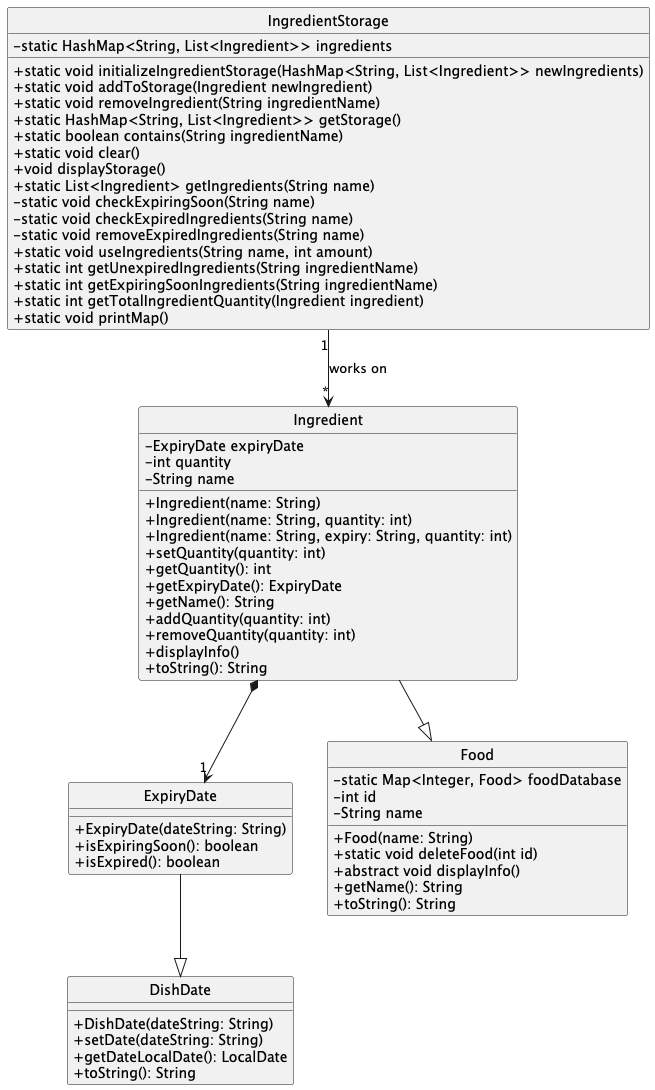 IngredientStorage
-static HashMap<String, List<Ingredient>> ingredients
+static void initializeIngredientStorage(HashMap<String, List<Ingredient>> newIngredients)
+static void addToStorage(Ingredient newIngredient)
+static void removeIngredient(String ingredientName)
+static HashMap<String, List<Ingredient>> getStorage()
+static boolean contains(String ingredientName)
+static void clear()
+void displayStorage()
+static List<Ingredient> getIngredients(String name)
-static void checkExpiringSoon(String name)
-static void checkExpiredIngredients(String name)
-static void removeExpiredIngredients(String name)
+static void useIngredients(String name, int amount)
+static int getUnexpiredIngredients(String ingredientName)
+static int getExpiringSoonIngredients(String ingredientName)
+static int getTotalIngredientQuantity(Ingredient ingredient)
+static void printMap()
1
works on
*
Ingredient
-ExpiryDate expiryDate
-int quantity
-String name
+Ingredient(name: String)
+Ingredient(name: String, quantity: int)
+Ingredient(name: String, expiry: String, quantity: int)
+setQuantity(quantity: int)
+getQuantity(): int
+getExpiryDate(): ExpiryDate
+getName(): String
+addQuantity(quantity: int)
+removeQuantity(quantity: int)
+displayInfo()
+toString(): String
1
ExpiryDate
+ExpiryDate(dateString: String)
+isExpiringSoon(): boolean
+isExpired(): boolean
Food
-static Map<Integer, Food> foodDatabase
-int id
-String name
+Food(name: String)
+static void deleteFood(int id)
+abstract void displayInfo()
+getName(): String
+toString(): String
DishDate
+DishDate(dateString: String)
+setDate(dateString: String)
+getDateLocalDate(): LocalDate
+toString(): String